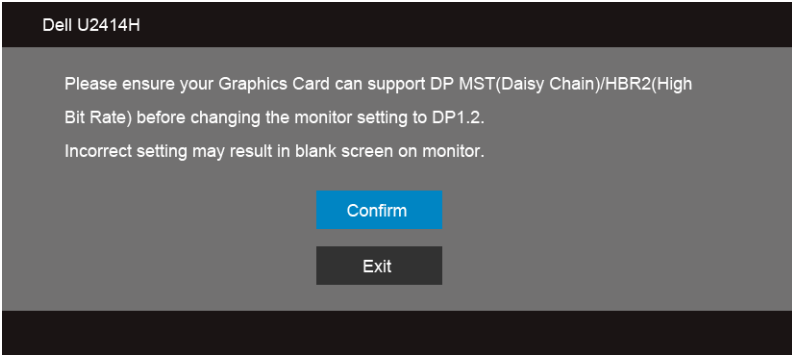 Dell U2414H
Please ensure your Graphics Card can support DP MST(Daisy Chain)/HBR2(High
Bit Rate) before changing the monitor setting to DP1.2.
Incorrect setting may result in blank screen on monitor.
Confirm
Exit